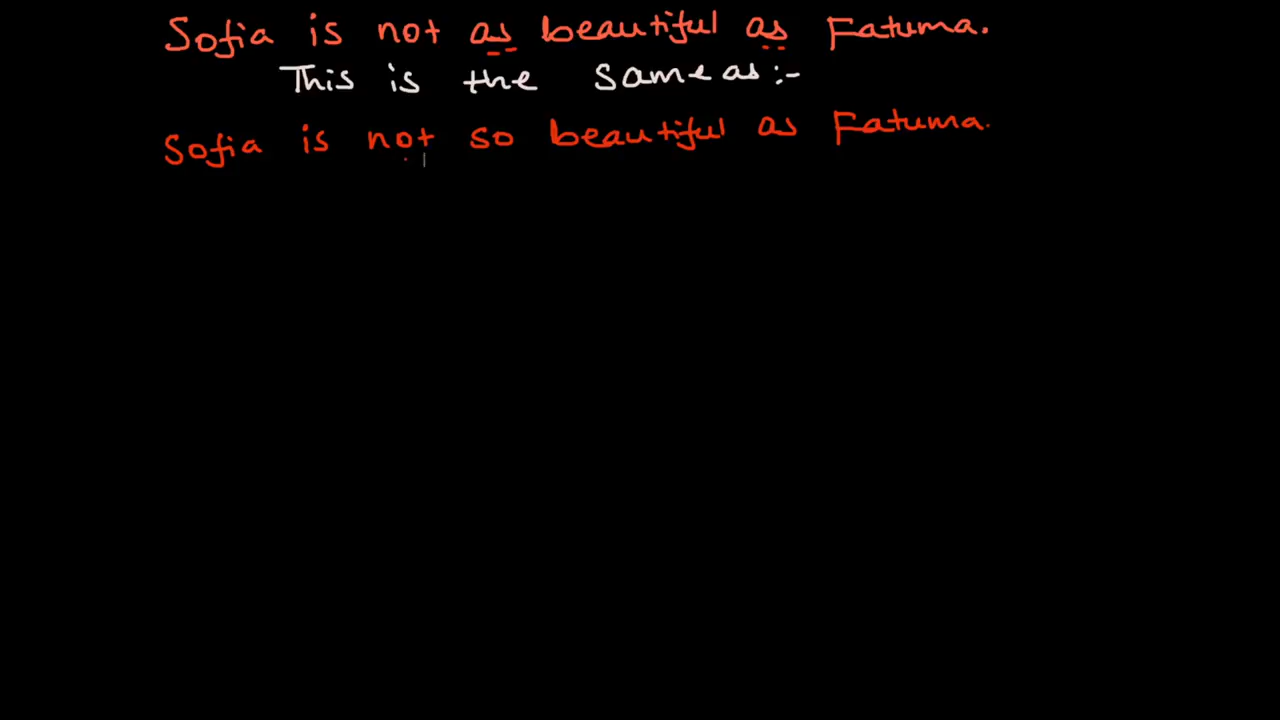 Sofia is not as beautiful as Fatuma.
This is the same as :-
Sofia is not so beautiful as Fatuma.